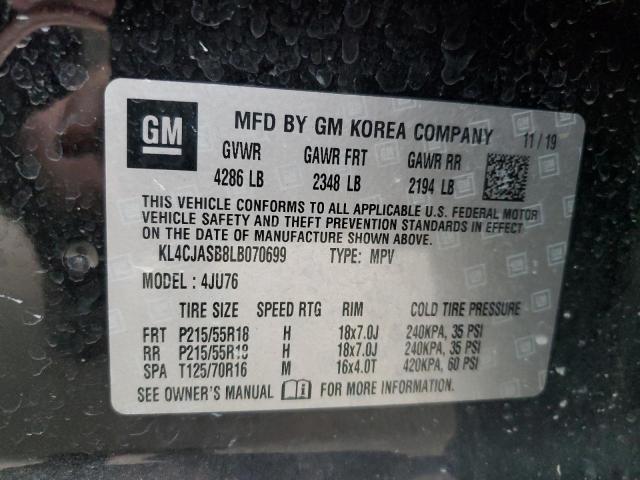 GM MFD BY GM KOREA COMPANY 11/19
GVWR GAWR FRT GAWR RR
4286 LB 2348 LB 2194 LB
THIS VEHICLE CONFORMS TO ALL APPLICABLE U.S. FEDERAL MOTOR
VEHICLE SAFETY AND THEFT PREVENTION STANDARDS IN EFFECT
ON THE DATE OF MANUFACTURE SHOWN ABOVE.
KL4CJASB8LB070699 TYPE: MPV
MODEL: 4JU76
TIRE SIZE SPEED RTG RIM COLD TIRE PRESSURE
FRT P215/55R18 H 18x7.0J 240KPA, 35 PSI
RR P215/55R18 H 18x7.0J 240KPA, 35 PSI
SPA T125/70R16 M 16x4.0T 420KPA, 60 PSI
SEE OWNER'S MANUAL FOR MORE INFORMATION.